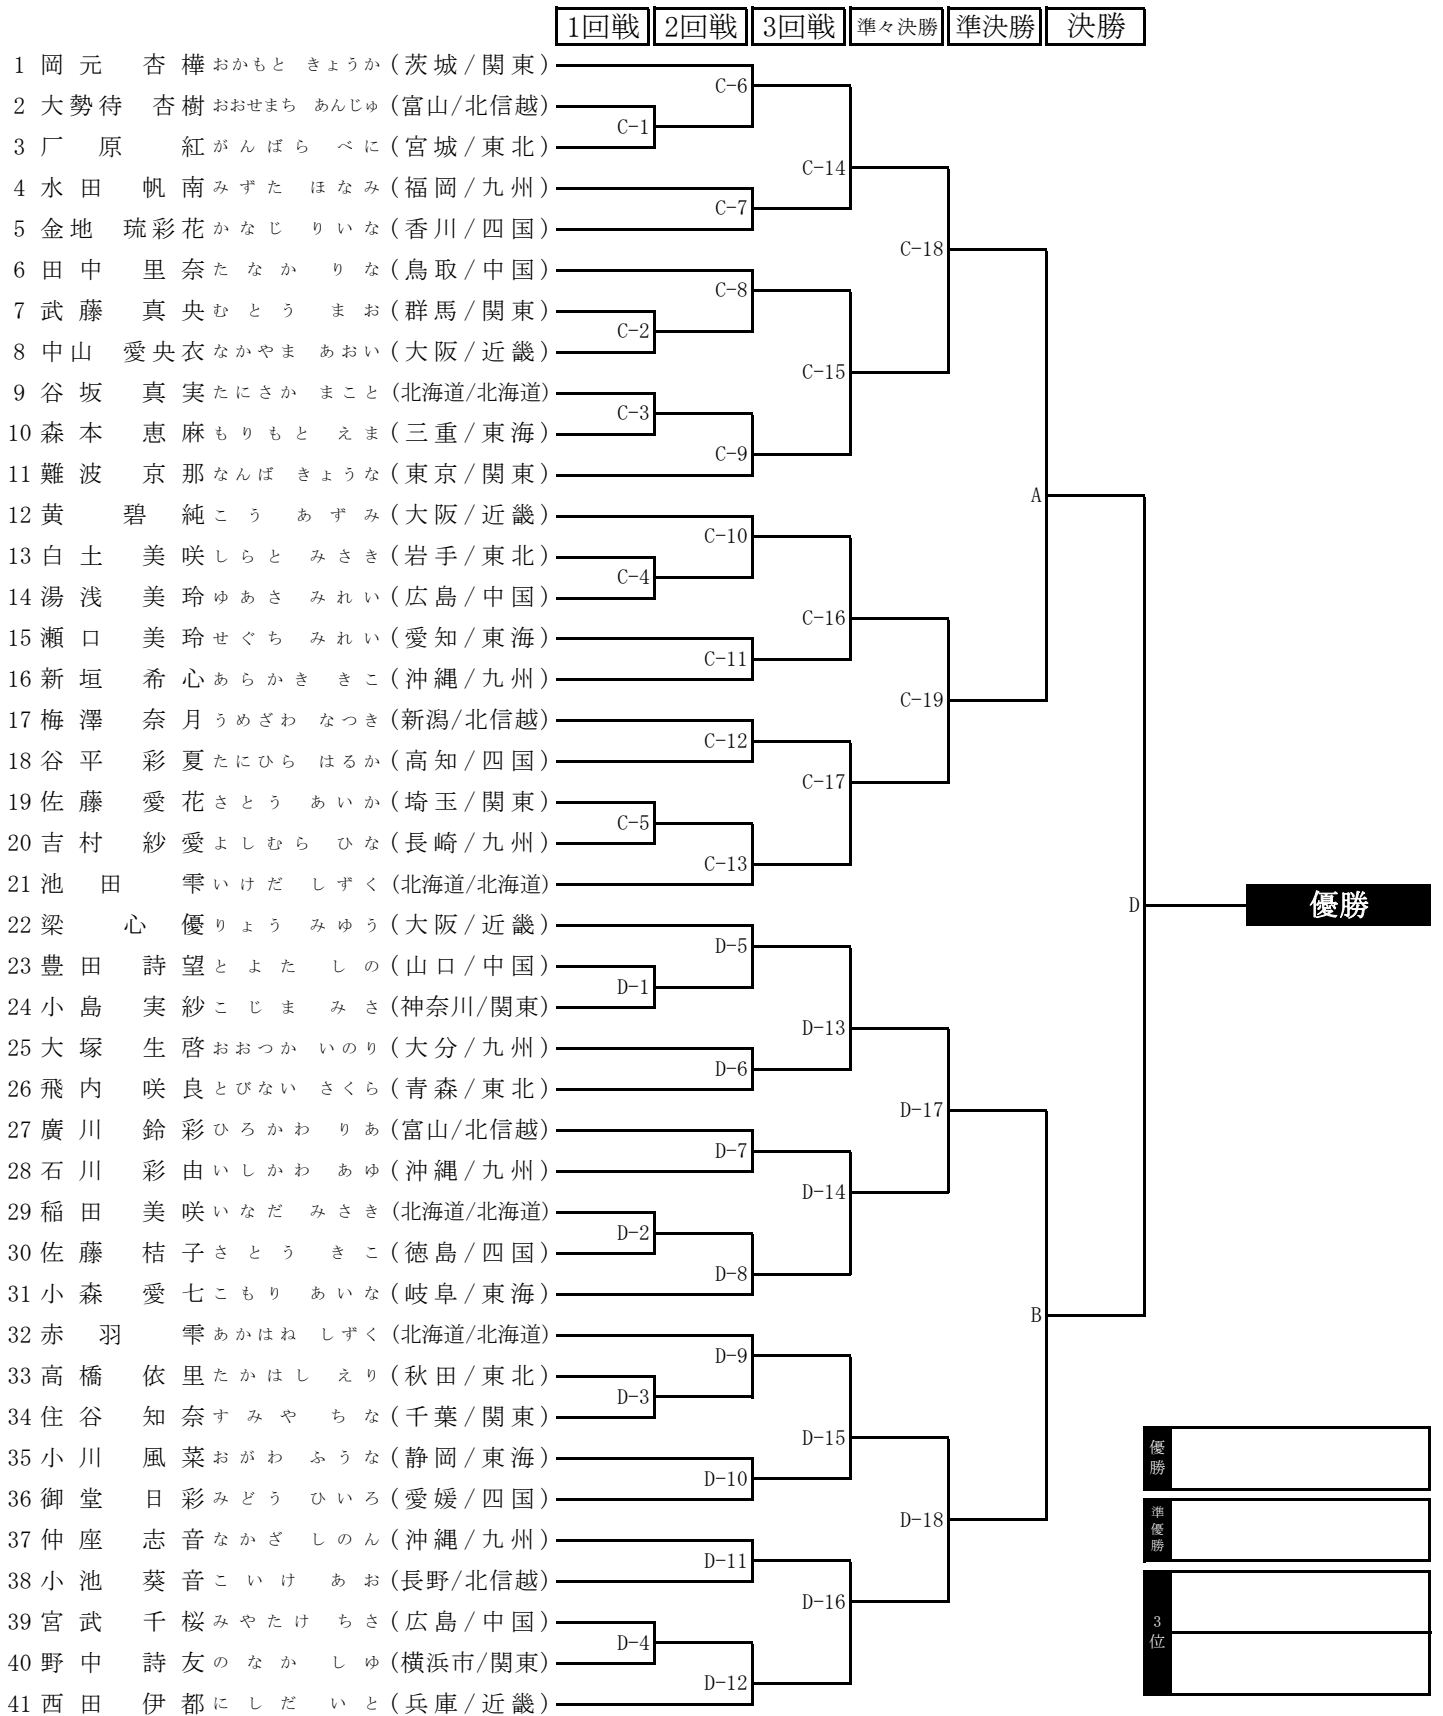 1回戦 2回戦 3回戦 準々決勝 準決勝 決勝
1 岡元 杏樺 おかもと きょうか (茨城/関東)
C-6
2 大勢待 杏樹 おおせまち あんじゅ (富山/北信越)
C-1
3 厂原 紅 がんばら べに (宮城/東北)
C-14
4 水田 帆南 みずた ほなみ (福岡/九州)
C-7
5 金地 琉彩花 かなじ りいな (香川/四国)
C-18
6 田中 里奈 たなか りな (鳥取/中国)
C-8
7 武藤 真央 むとう まお (群馬/関東)
C-2
8 中山 愛央衣 なかやま あおい (大阪/近畿)
C-15
9 谷坂 真実 たにさか まこと (北海道/北海道)
C-3
10 森本 恵麻 もりもと えま (三重/東海)
C-9
11 難波 京那 なんば きょうな (東京/関東)
A
12 黄 碧純 こう あずみ (大阪/近畿)
C-10
13 白土 美咲 しらと みさき (岩手/東北)
C-4
14 湯浅 美玲 ゆあさ みれい (広島/中国)
C-16
15 瀬口 美玲 せぐち みれい (愛知/東海)
C-11
16 新垣 希心 あらかき きこ (沖縄/九州)
C-19
17 梅澤 奈月 うめざわ なつき (新潟/北信越)
C-12
18 谷平 彩夏 たにひら はるか (高知/四国)
C-17
19 佐藤 愛花 さとう あいか (埼玉/関東)
C-5
20 吉村 紗愛 よしむら ひな (長崎/九州)
C-13
21 池田 雫 いけだ しずく (北海道/北海道)
D 優勝
22 梁 心優 りょう みゆう (大阪/近畿)
D-5
23 豊田 詩望 とよた しの (山口/中国)
D-1
24 小島 実紗 こじま みさ (神奈川/関東)
D-13
25 大塚 生啓 おおつか いのり (大分/九州)
D-6
26 飛内 咲良 とびない さくら (青森/東北)
D-17
27 廣川 鈴彩 ひろかわ りあ (富山/北信越)
D-7
28 石川 彩由 いしかわ あゆ (沖縄/九州)
D-14
29 稲田 美咲 いなだ みさき (北海道/北海道)
D-2
30 佐藤 桔子 さとう きこ (徳島/四国)
D-8
31 小森 愛七 こもり あいな (岐阜/東海)
B
32 赤羽 雫 あかはね しずく (北海道/北海道)
D-9
33 高橋 依里 たかはし えり (秋田/東北)
D-3
34 住谷 知奈 すみや ちな (千葉/関東)
D-15
35 小川 風菜 おがわ ふうな (静岡/東海)
D-10
36 御堂 日彩 みどう ひいろ (愛媛/四国)
D-18
37 仲座 志音 なかざ しのん (沖縄/九州)
D-11
38 小池 葵音 こいけ あお (長野/北信越)
D-16
39 宮武 千桜 みやたけ ちさ (広島/中国)
D-4
40 野中 詩友 のなか しゆ (横浜市/関東)
D-12
41 西田 伊都 にしだ いと (兵庫/近畿)
優勝
準優勝
3位